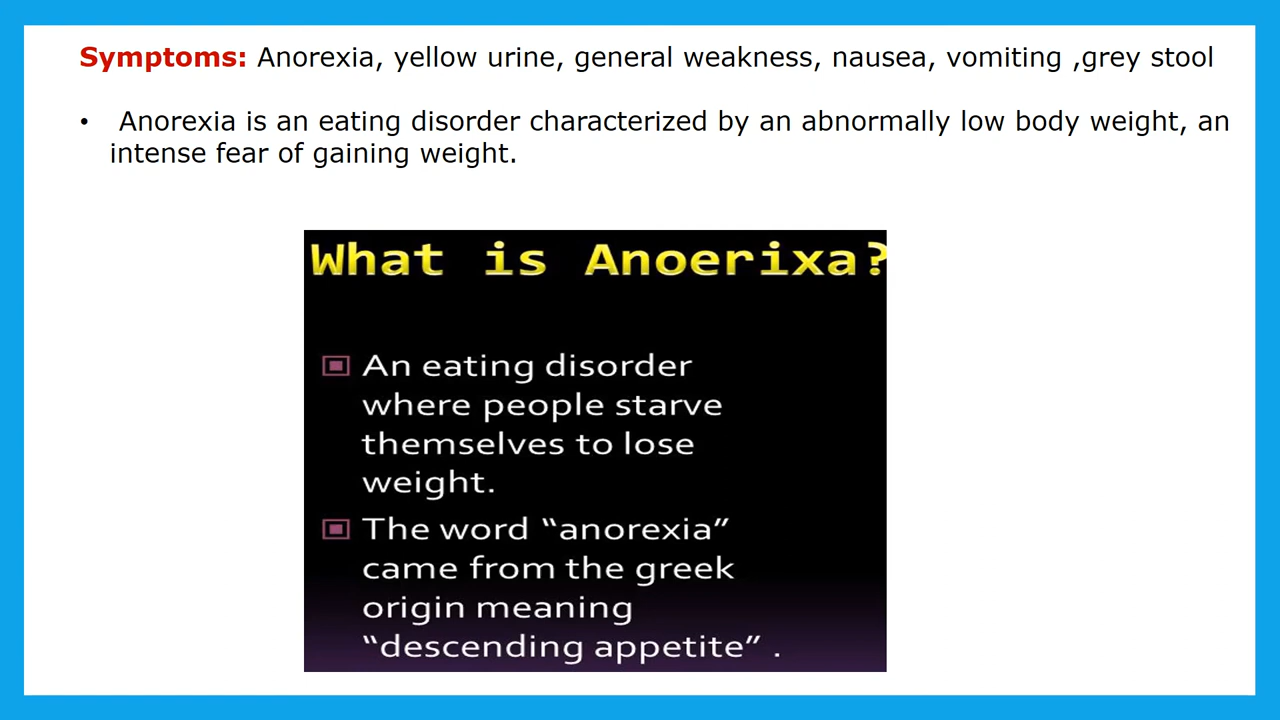 Symptoms: Anorexia, yellow urine, general weakness, nausea, vomiting ,grey stool
• Anorexia is an eating disorder characterized by an abnormally low body weight, an
intense fear of gaining weight.
What is Anoerixa?
An eating disorder
where people starve
themselves to lose
weight.
The word “anorexia”
came from the greek
origin meaning
“descending appetite” .